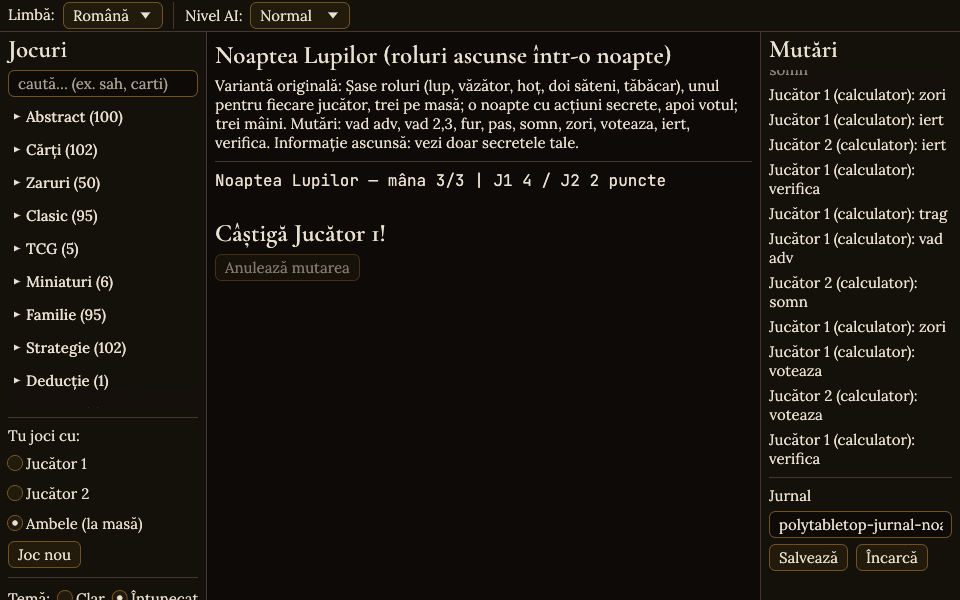 Limbă: Română ▼ Nivel AI: Normal ▼
Jocuri
caută... (ex. sah, carti)
▸ Abstract (100)
▸ Cărți (102)
▸ Zaruri (50)
▸ Clasic (95)
▸ TCG (5)
▸ Miniaturi (6)
▸ Familie (95)
▸ Strategie (102)
▸ Deducție (1)
Tu joci cu:
Jucător 1
Jucător 2
Ambele (la masă)
Joc nou
Temă: Clar Întunecat
Noaptea Lupilor (roluri ascunse într-o noapte)
Variantă originală: Șase roluri (lup, văzător, hoț, doi săteni, tăbăcar), unul
pentru fiecare jucător, trei pe masă; o noapte cu acțiuni secrete, apoi votul;
trei mâini. Mutări: vad adv, vad 2,3, fur, pas, somn, zori, voteaza, iert,
verifica. Informație ascunsă: vezi doar secretele tale.
Noaptea Lupilor — mâna 3/3 | J1 4 / J2 2 puncte
Câștigă Jucător 1!
Anulează mutarea
Mutări
somn
Jucător 1 (calculator): zori
Jucător 1 (calculator): iert
Jucător 2 (calculator): iert
Jucător 1 (calculator):
verifica
Jucător 1 (calculator): trag
Jucător 1 (calculator): vad
adv
Jucător 2 (calculator):
somn
Jucător 1 (calculator): zori
Jucător 1 (calculator):
voteaza
Jucător 2 (calculator):
voteaza
Jucător 1 (calculator):
verifica
Jurnal
polytabletop-jurnal-noa
Salvează Încarcă